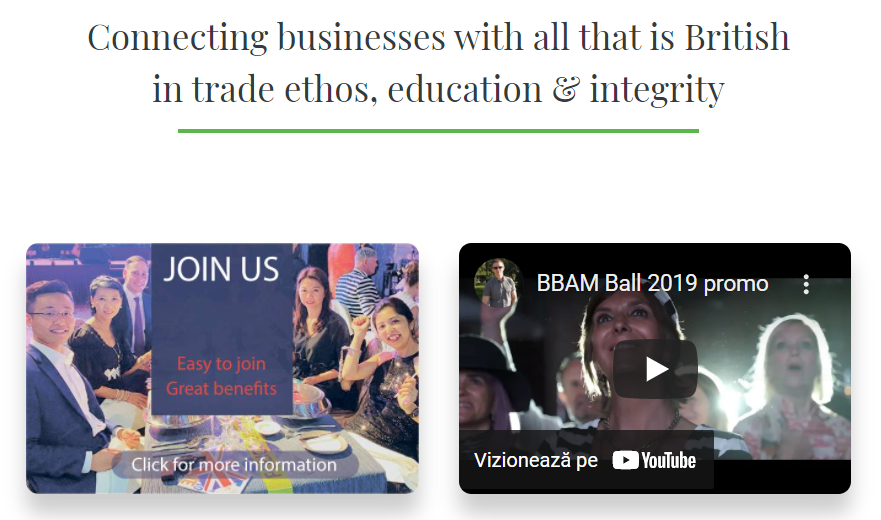 Connecting businesses with all that is British
in trade ethos, education & integrity
JOIN US
Easy to join
Great benefits
Click for more information
BBAM Ball 2019 promo
Vizionează pe YouTube